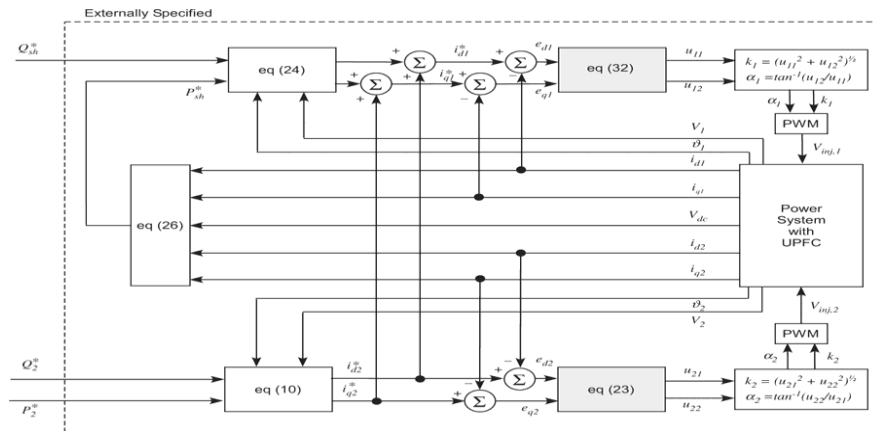 Externally Specified
Q*sh
P*sh
eq (24)
+
+
Σ
i*d1
+
−
Σ
e_d1
eq (32)
u11
u12
k1 = (u11² + u12²)^½
α1 = tan⁻¹(u12/u11)
+
+
Σ
i*q1
+
−
Σ
e_q1
α1
k1
PWM
V_inj,1
V1
ϑ1
i_d1
i_q1
V_dc
i_d2
i_q2
eq (26)
Power
System
with
UPFC
ϑ2
V2
V_inj,2
PWM
α2
k2
Q*2
P*2
eq (10)
i*d2
i*q2
+
−
Σ
e_d2
+
−
Σ
e_q2
eq (23)
u21
u22
k2 = (u21² + u22²)^½
α2 = tan⁻¹(u22/u21)